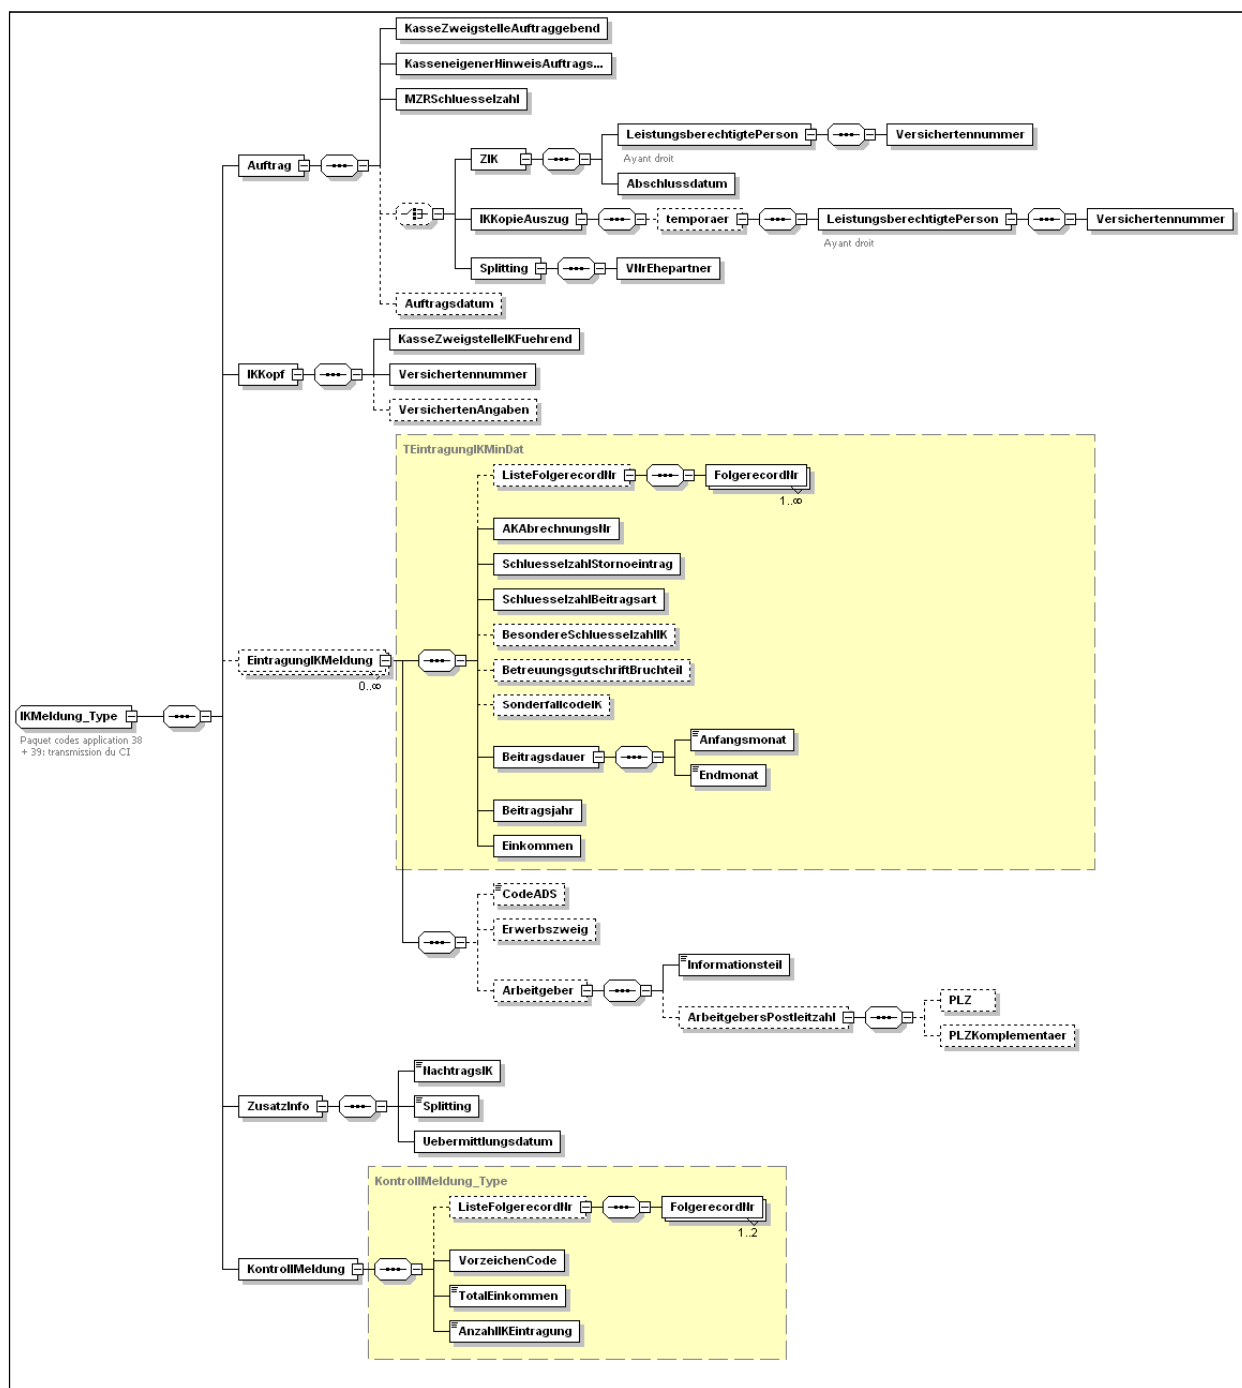 KasseZweigstelleAuftraggebend
KasseneigenerHinweisAuftrags...
MZRSchluesselzahl
Auftrag
ZIK
LeistungsberechtigtePerson
Versichertennummer
Ayant droit
Abschlussdatum
IKKopieAuszug
temporaer
LeistungsberechtigtePerson
Versichertennummer
Ayant droit
Splitting
VNrEhepartner
Auftragsdatum
KasseZweigstelleIKFuehrend
IKKopf
Versichertennummer
VersichertenAngaben
TEintragungIKMinDat
ListeFolgerecordNr
FolgerecordNr
1..∞
AKAbrechnungsNr
SchluesselzahlStornoeintrag
SchluesselzahlBeitragsart
BesondereSchluesselzahlIK
EintragungIKMeldung
0..∞
BetreuungsgutschriftBruchteil
SonderfallcodeIK
Beitragsdauer
Anfangsmonat
Endmonat
Beitragsjahr
Einkommen
IKMeldung_Type
Paquet codes application 38
+ 39: transmission du CI
CodeADS
Erwerbszweig
Arbeitgeber
Informationsteil
ArbeitgebersPostleitzahl
PLZ
PLZKomplementaer
ZusatzInfo
NachtragsIK
Splitting
Uebermittlungsdatum
KontrollMeldung_Type
ListeFolgerecordNr
FolgerecordNr
1..2
KontrollMeldung
VorzeichenCode
TotalEinkommen
AnzahlIKEintragung